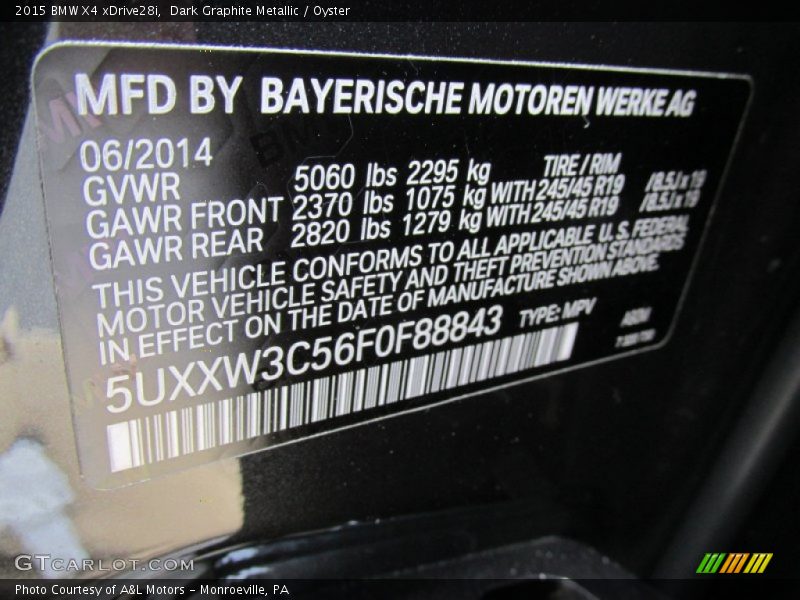 2015 BMW X4 xDrive28i, Dark Graphite Metallic / Oyster
MFD BY BAYERISCHE MOTOREN WERKE AG
06/2014 TIRE / RIM
GVWR 5060 lbs 2295 kg
GAWR FRONT 2370 lbs 1075 kg WITH 245/45 R19 /8.5J x 19
GAWR REAR 2820 lbs 1279 kg WITH 245/45 R19 /8.5J x 19
THIS VEHICLE CONFORMS TO ALL APPLICABLE U. S. FEDERAL
MOTOR VEHICLE SAFETY AND THEFT PREVENTION STANDARDS
IN EFFECT ON THE DATE OF MANUFACTURE SHOWN ABOVE.
5UXXW3C56F0F88843 TYPE: MPV
GTCARLOT.COM
Photo Courtesy of A&L Motors - Monroeville, PA